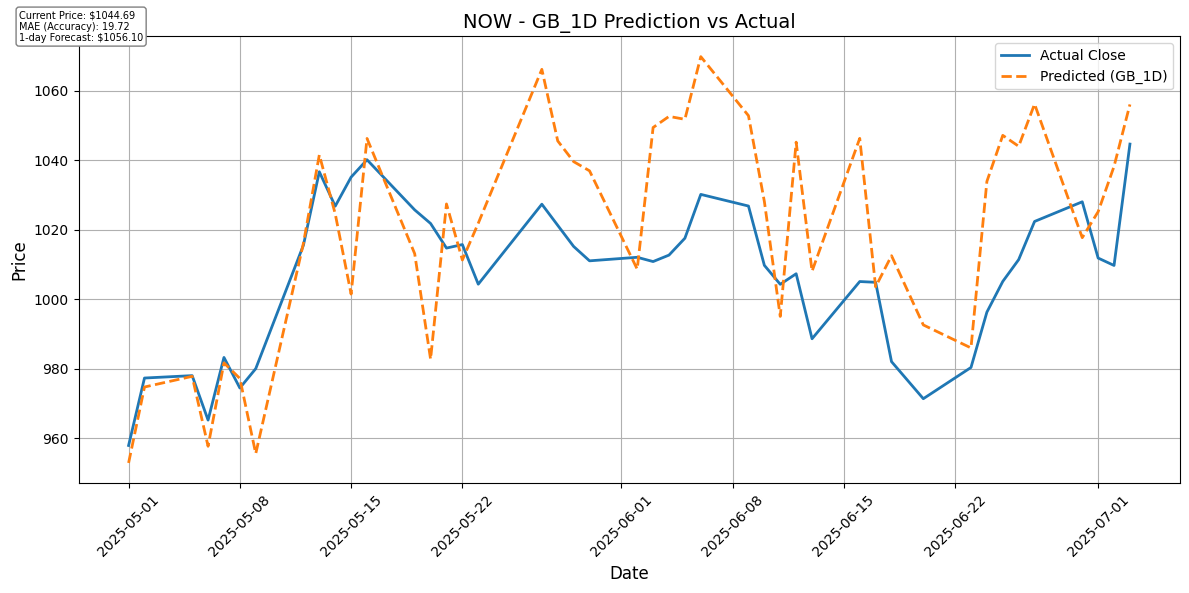 NOW - GB_1D Prediction vs Actual
Current Price: $1044.69
MAE (Accuracy): 19.72
1-day Forecast: $1056.10
Actual Close
Predicted (GB_1D)
Price
1060
1040
1020
1000
980
960
2025-05-01
2025-05-08
2025-05-15
2025-05-22
2025-06-01
2025-06-08
2025-06-15
2025-06-22
2025-07-01
Date